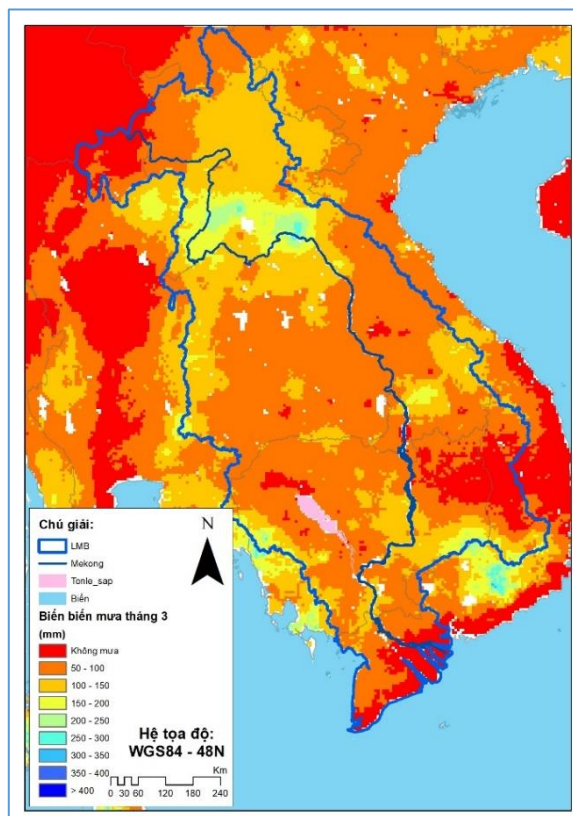 Chú giải:
LMB
Mekong
Tonle_sap
Biển
Biên biến mưa tháng 3
(mm)
Không mưa
50 - 100
100 - 150
150 - 200
200 - 250
250 - 300
300 - 350
350 - 400
> 400
N
Hệ tọa độ:
WGS84 - 48N
Km
0 30 60 120 180 240